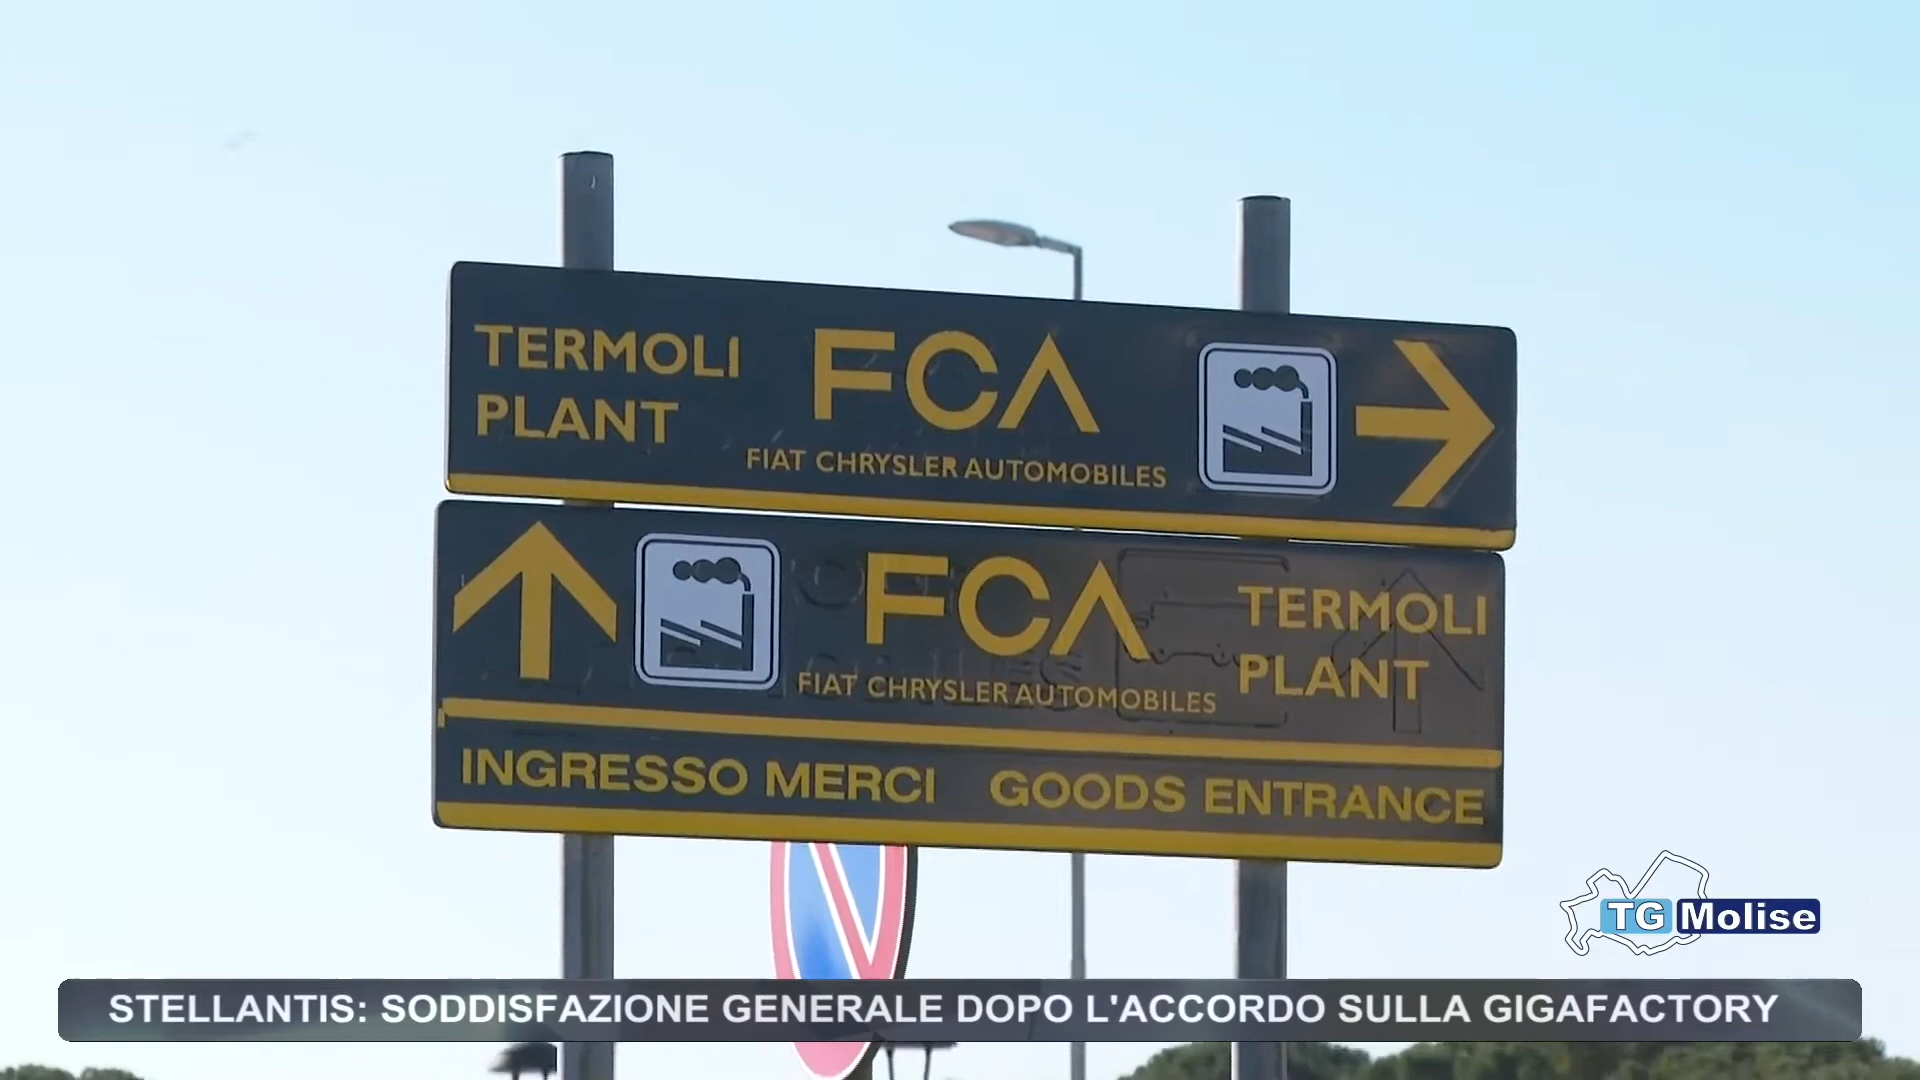 TERMOLI
PLANT
FCA
FIAT CHRYSLER AUTOMOBILES
FCA
FIAT CHRYSLER AUTOMOBILES
TERMOLI
PLANT
INGRESSO MERCI GOODS ENTRANCE
TG Molise
STELLANTIS: SODDISFAZIONE GENERALE DOPO L'ACCORDO SULLA GIGAFACTORY